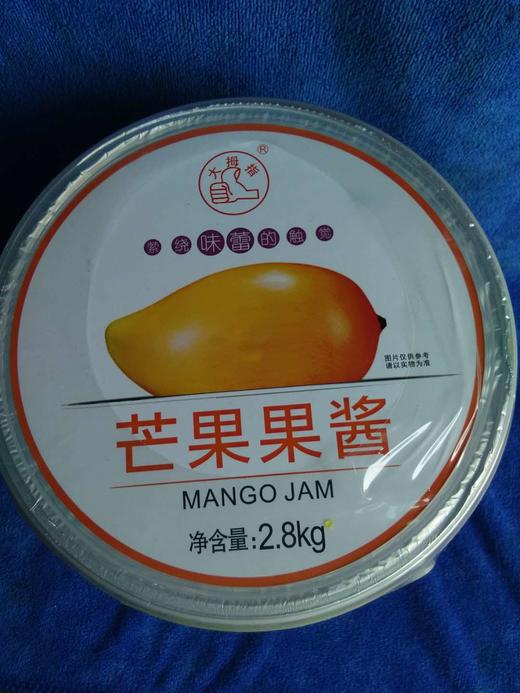 大拇指®
萦绕味蕾的触觉
图片仅供参考
请以实物为准
芒果果酱
MANGO JAM
净含量:2.8kg